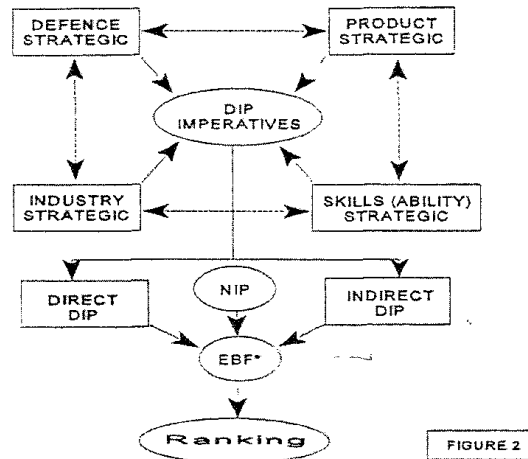 DEFENCE
STRATEGIC
PRODUCT
STRATEGIC
DIP
IMPERATIVES
INDUSTRY
STRATEGIC
SKILLS (ABILITY)
STRATEGIC
DIRECT
DIP
NIP
INDIRECT
DIP
EBF*
Ranking
FIGURE 2